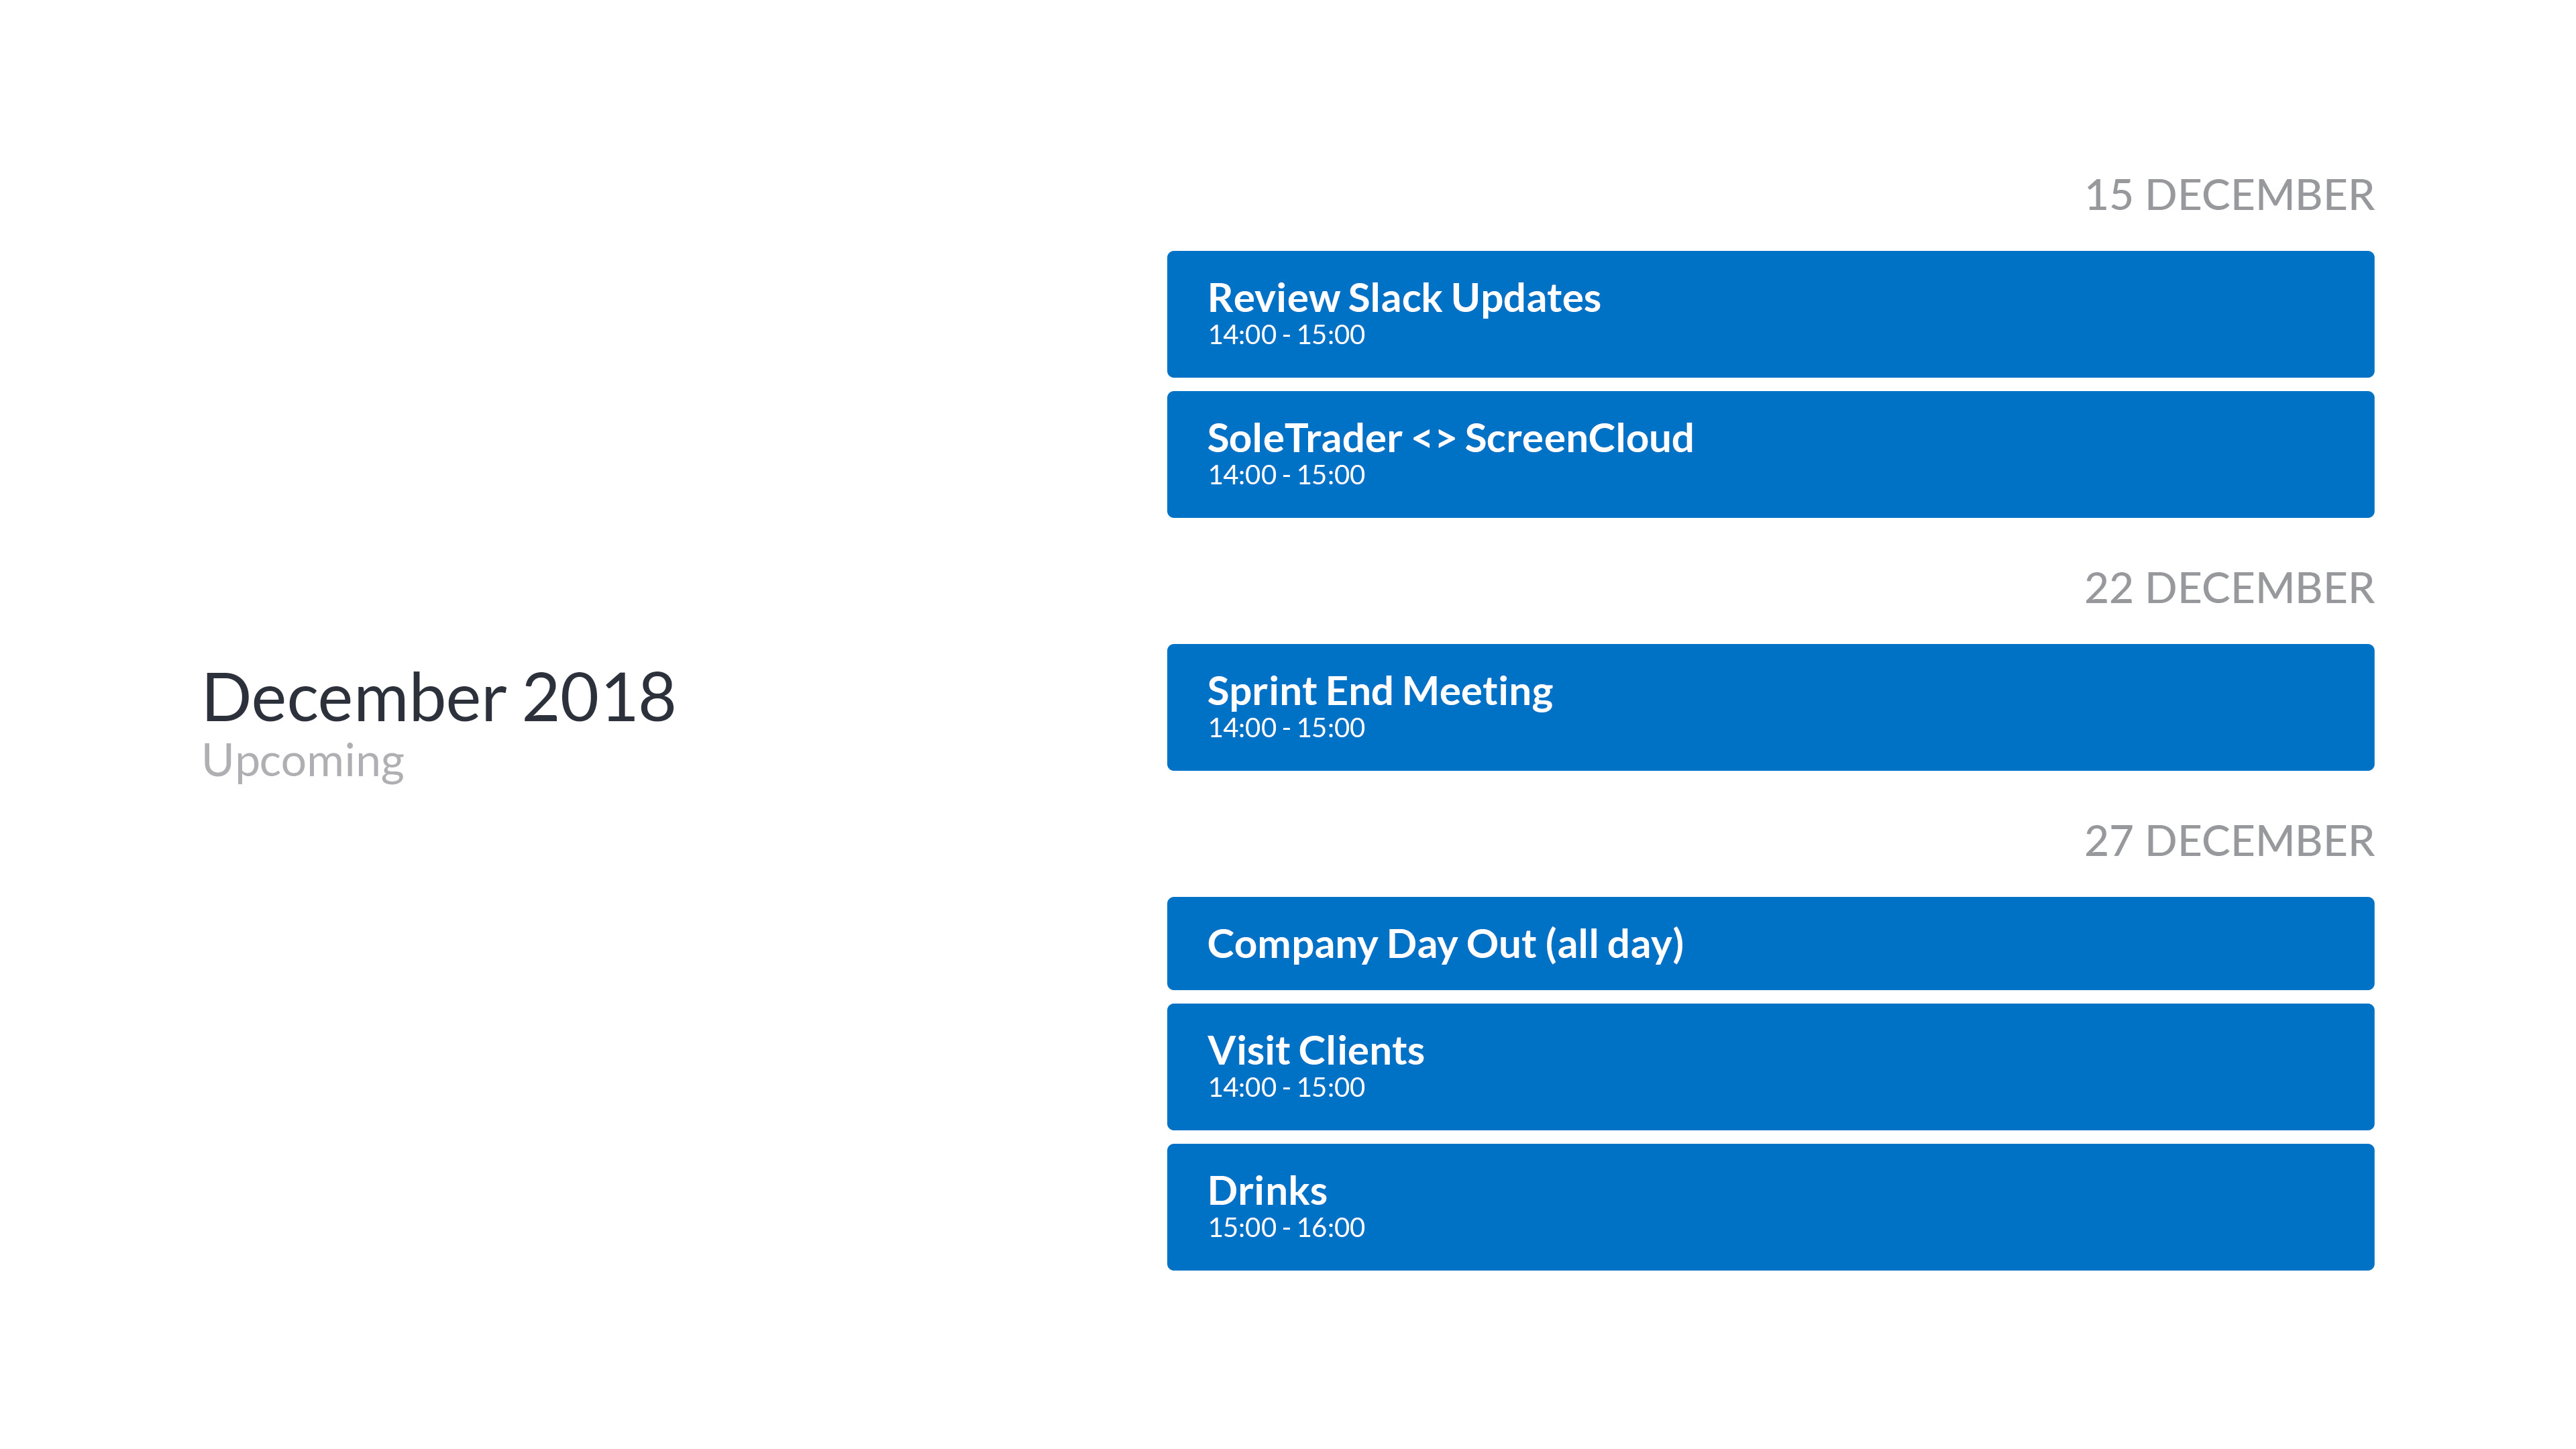 December 2018
Upcoming
15 DECEMBER
Review Slack Updates
14:00 - 15:00
SoleTrader <> ScreenCloud
14:00 - 15:00
22 DECEMBER
Sprint End Meeting
14:00 - 15:00
27 DECEMBER
Company Day Out (all day)
Visit Clients
14:00 - 15:00
Drinks
15:00 - 16:00